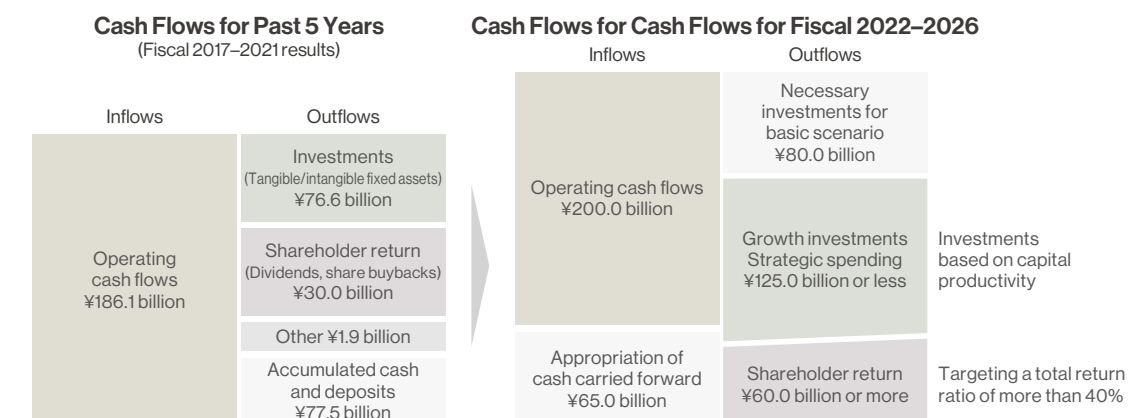 Cash Flows for Past 5 Years
(Fiscal 2017–2021 results)
Inflows
Outflows
Operating
cash flows
¥186.1 billion
Investments
(Tangible/intangible fixed assets)
¥76.6 billion
Shareholder return
(Dividends, share buybacks)
¥30.0 billion
Other ¥1.9 billion
Accumulated cash
and deposits
¥77.5 billion
Cash Flows for Cash Flows for Fiscal 2022–2026
Inflows
Outflows
Operating cash flows
¥200.0 billion
Appropriation of
cash carried forward
¥65.0 billion
Necessary
investments for
basic scenario
¥80.0 billion
Growth investments
Strategic spending
¥125.0 billion or less
Investments
based on capital
productivity
Shareholder return
¥60.0 billion or more
Targeting a total return
ratio of more than 40%